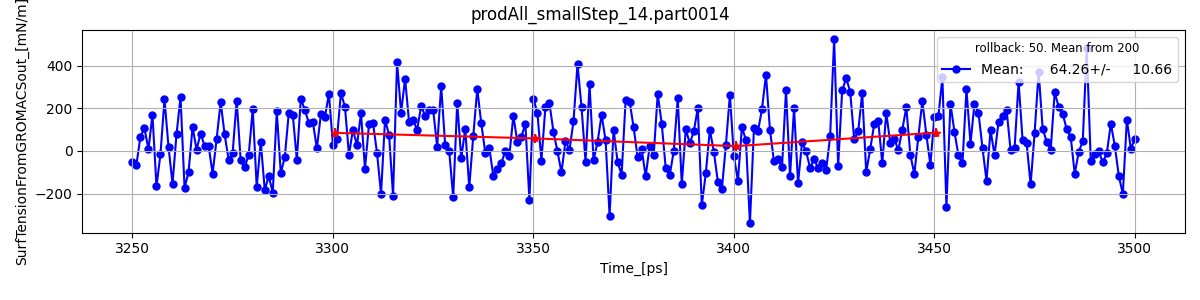 prodAll_smallStep_14.part0014
SurfTensionFromGROMACSout_[mN/m]
400
200
0
−200
rollback: 50. Mean from 200
Mean: 64.26+/- 10.66
3250 3300 3350 3400 3450 3500
Time_[ps]